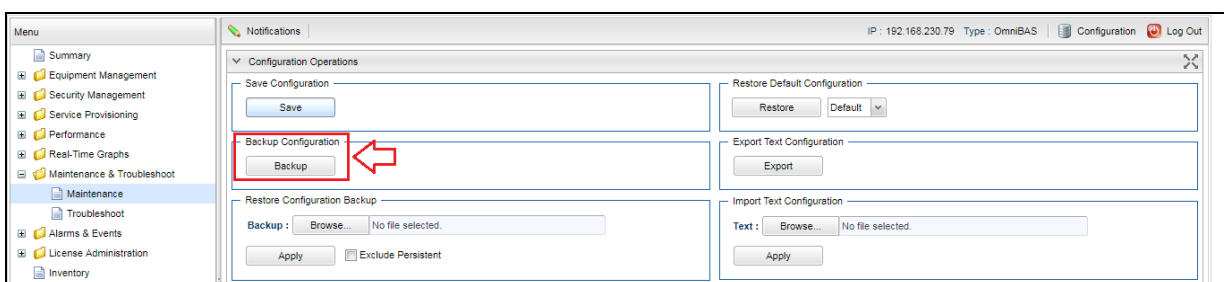 Menu
Notifications
IP : 192.168.230.79 Type : OmniBAS
Configuration
Log Out
Summary
Equipment Management
Security Management
Service Provisioning
Performance
Real-Time Graphs
Maintenance & Troubleshoot
Maintenance
Troubleshoot
Alarms & Events
License Administration
Inventory
Configuration Operations
Save Configuration
Save
Restore Default Configuration
Restore Default
Backup Configuration
Backup
Export Text Configuration
Export
Restore Configuration Backup
Backup : Browse... No file selected.
Apply Exclude Persistent
Import Text Configuration
Text : Browse... No file selected.
Apply